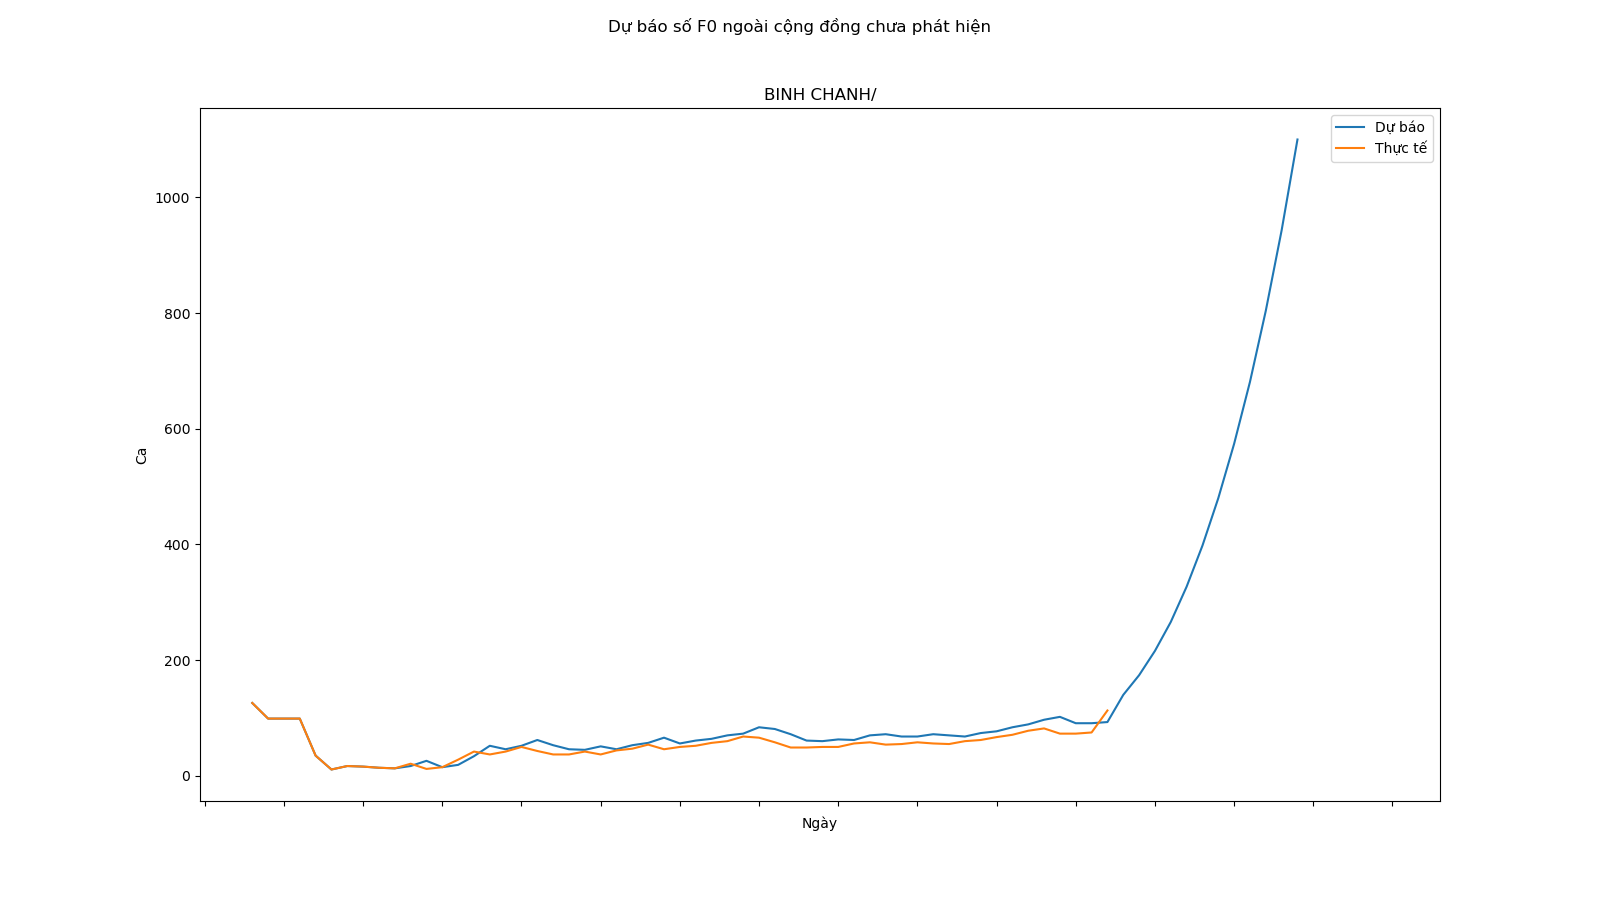 Dự báo số F0 ngoài cộng đồng chưa phát hiện
BINH CHANH/
Dự báo
Thực tế
1000
800
600
400
200
0
Ca
Ngày